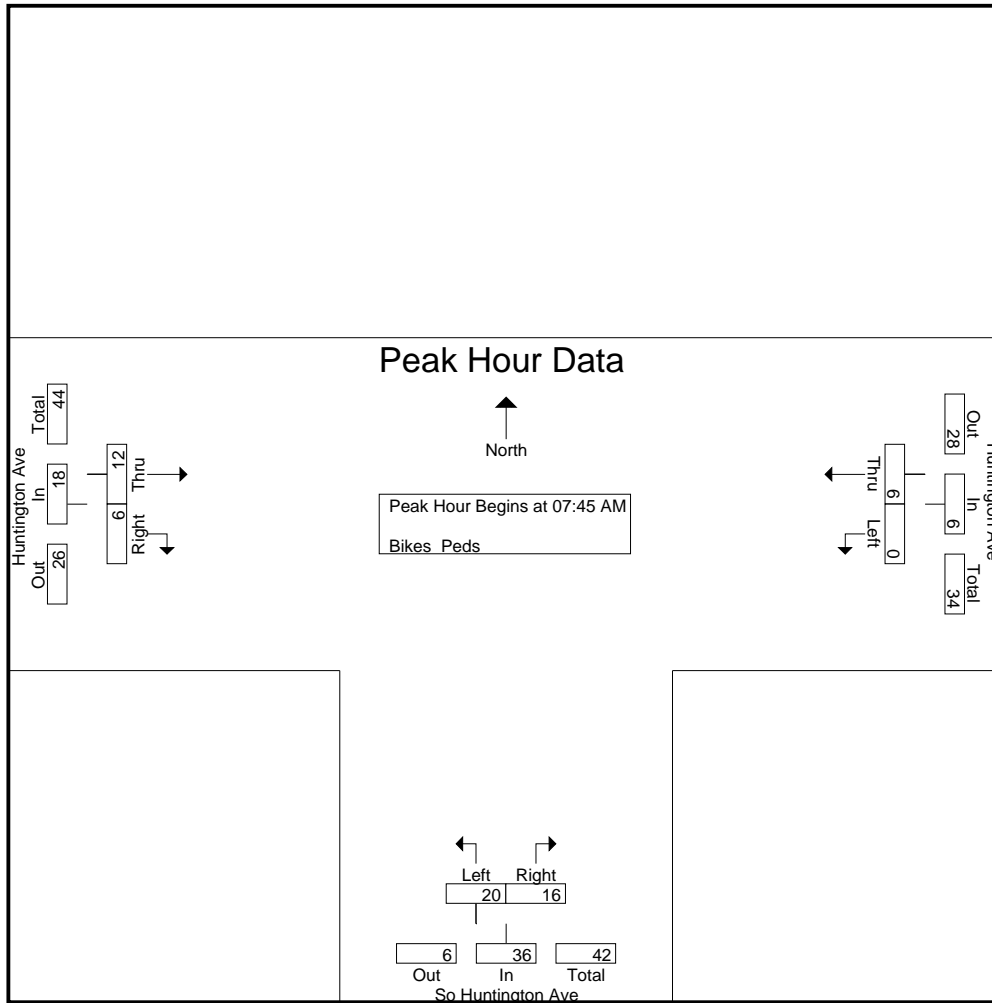 Peak Hour Data
North
Peak Hour Begins at 07:45 AM
Bikes Peds
Huntington Ave
Out In Total
26 18 44
Right Thru
6 12
Huntington Ave
Out In Total
28 6 34
Thru Left
6 0
Left Right
20 16
6 36 42
Out In Total
So Huntington Ave